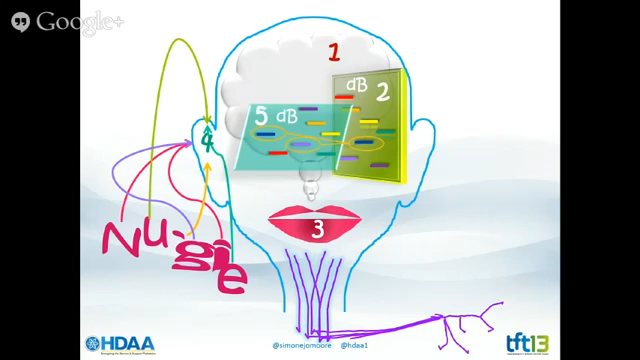 Google+
1
dB 2
5 dB
4
Nu-gie
3
@simonejomoore @hdaa1
HDAA
tft13